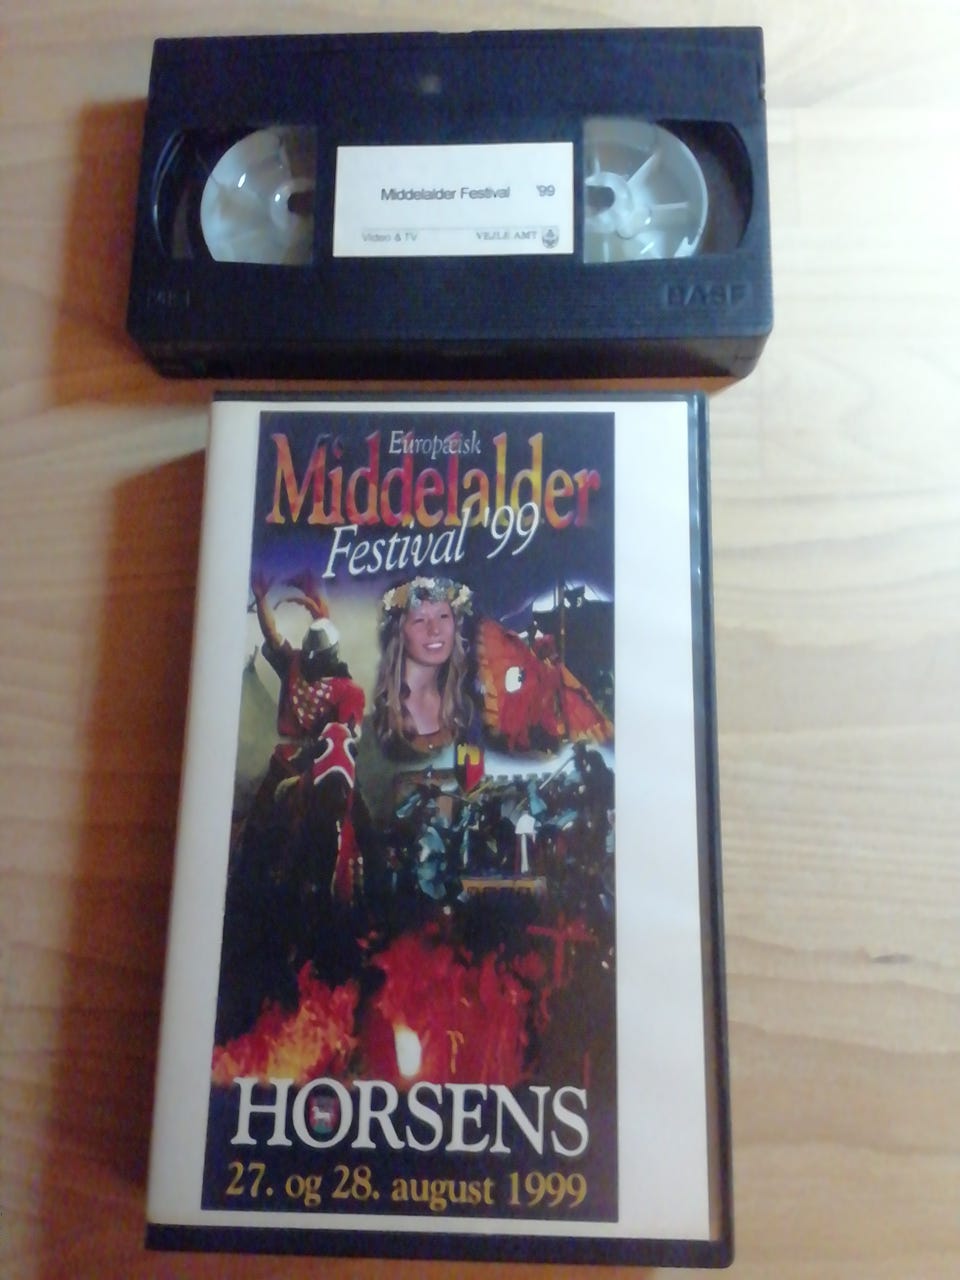 Middelalder Festival '99
Video & TV VEJLE AMT
BASF
Europæisk
Middelalder
Festival '99
HORSENS
27. og 28. august 1999